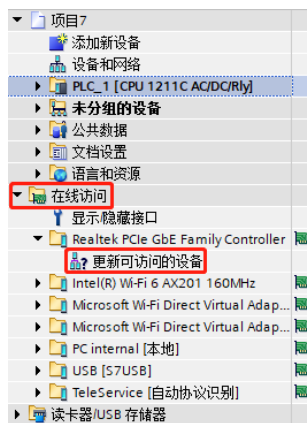 项目7
添加新设备
设备和网络
PLC_1 [CPU 1211C AC/DC/Rly]
未分组的设备
公共数据
文档设置
语言和资源
在线访问
显示/隐藏接口
Realtek PCIe GbE Family Controller
更新可访问的设备
Intel(R) Wi-Fi 6 AX201 160MHz
Microsoft Wi-Fi Direct Virtual Adap...
Microsoft Wi-Fi Direct Virtual Adap...
PC internal [本地]
USB [S7USB]
TeleService [自动协议识别]
读卡器/USB 存储器